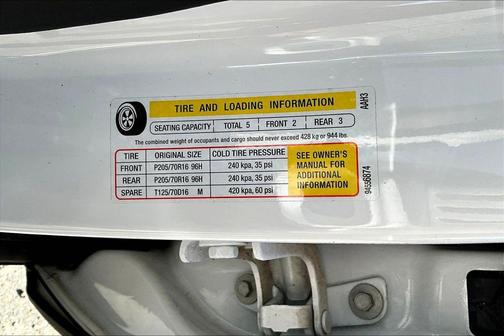 TIRE AND LOADING INFORMATION
SEATING CAPACITY TOTAL 5 FRONT 2 REAR 3
The combined weight of occupants and cargo should never exceed 428 kg or 944 lbs.
TIRE ORIGINAL SIZE COLD TIRE PRESSURE
FRONT P205/70R16 96H 240 kpa, 35 psi
REAR P205/70R16 96H 240 kpa, 35 psi
SPARE T125/70D16 M 420 kpa, 60 psi
SEE OWNER'S
MANUAL FOR
ADDITIONAL
INFORMATION
AAH3
94556874